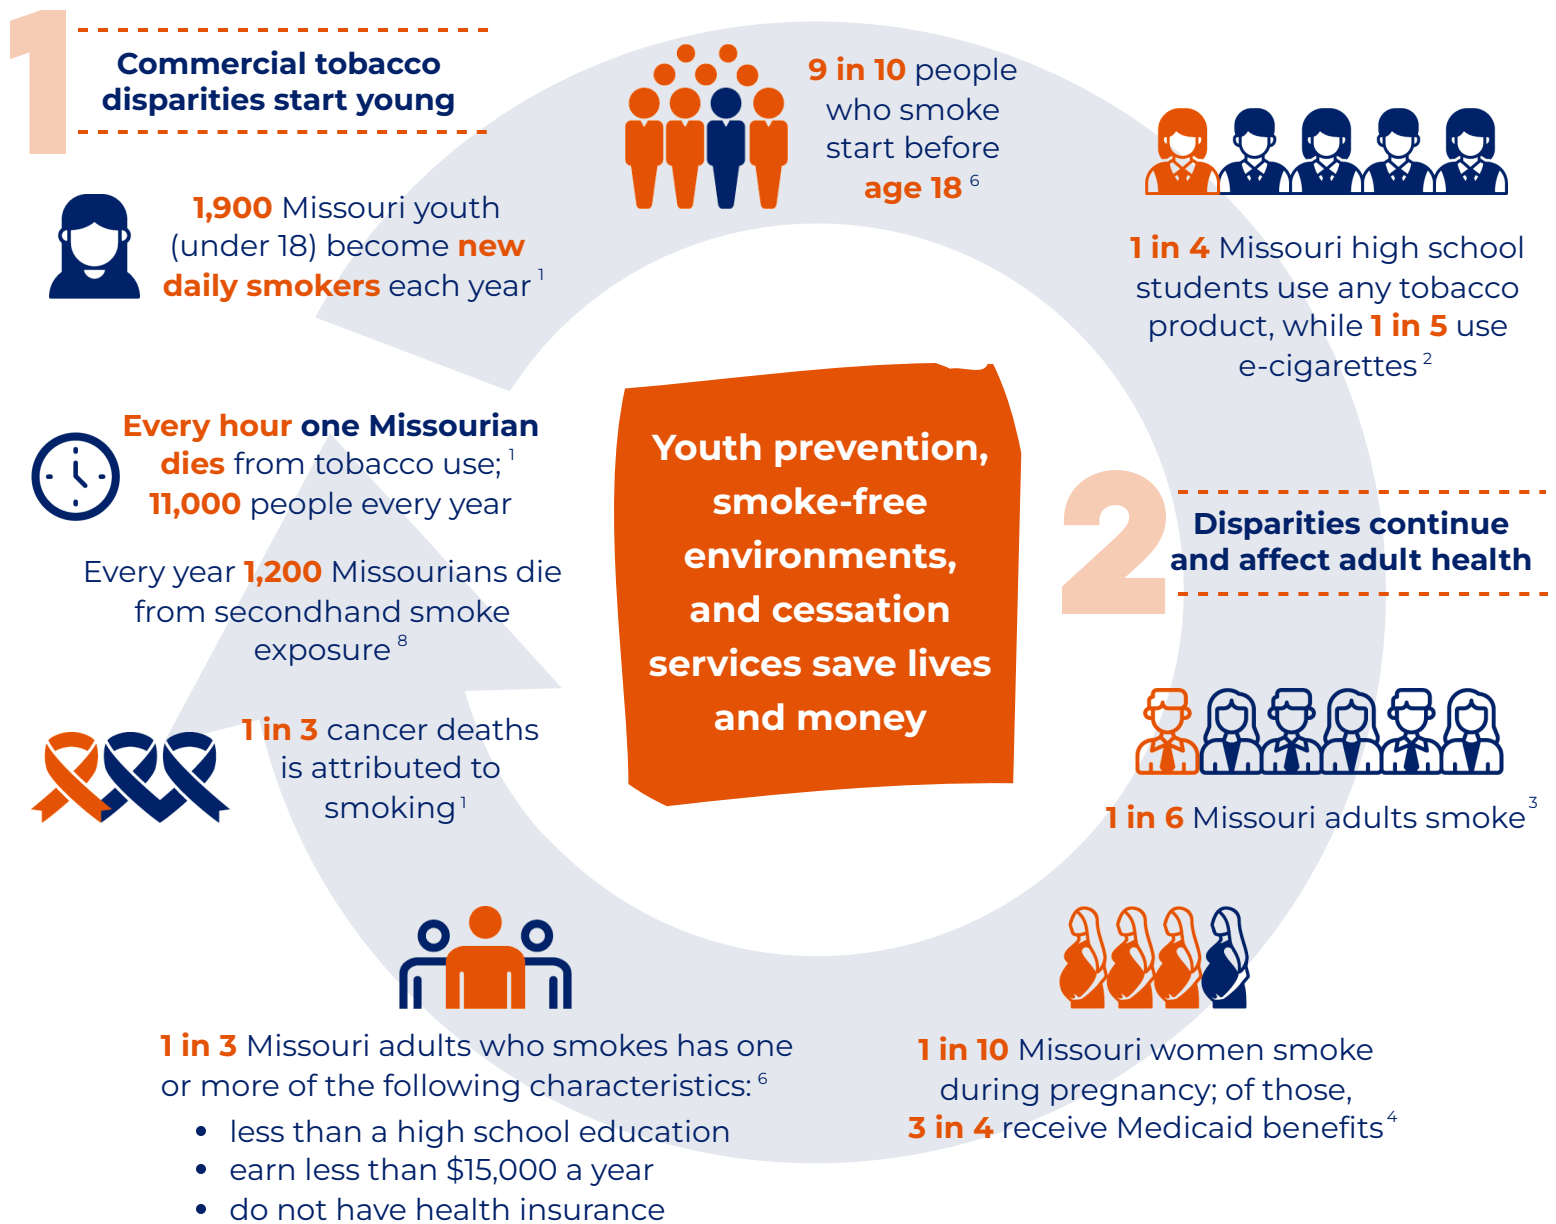 1
Commercial tobacco
disparities start young
1,900 Missouri youth
(under 18) become new
daily smokers each year 1
9 in 10 people
who smoke
start before
age 18 6
1 in 4 Missouri high school
students use any tobacco
product, while 1 in 5 use
e-cigarettes 2
Every hour one Missourian
dies from tobacco use; 1
11,000 people every year
Every year 1,200 Missourians die
from secondhand smoke
exposure 8
1 in 3 cancer deaths
is attributed to
smoking 1
Youth prevention,
smoke-free
environments,
and cessation
services save lives
and money
2
Disparities continue
and affect adult health
1 in 6 Missouri adults smoke 3
1 in 10 Missouri women smoke
during pregnancy; of those,
3 in 4 receive Medicaid benefits 4
1 in 3 Missouri adults who smokes has one
or more of the following characteristics: 6
• less than a high school education
• earn less than $15,000 a year
• do not have health insurance